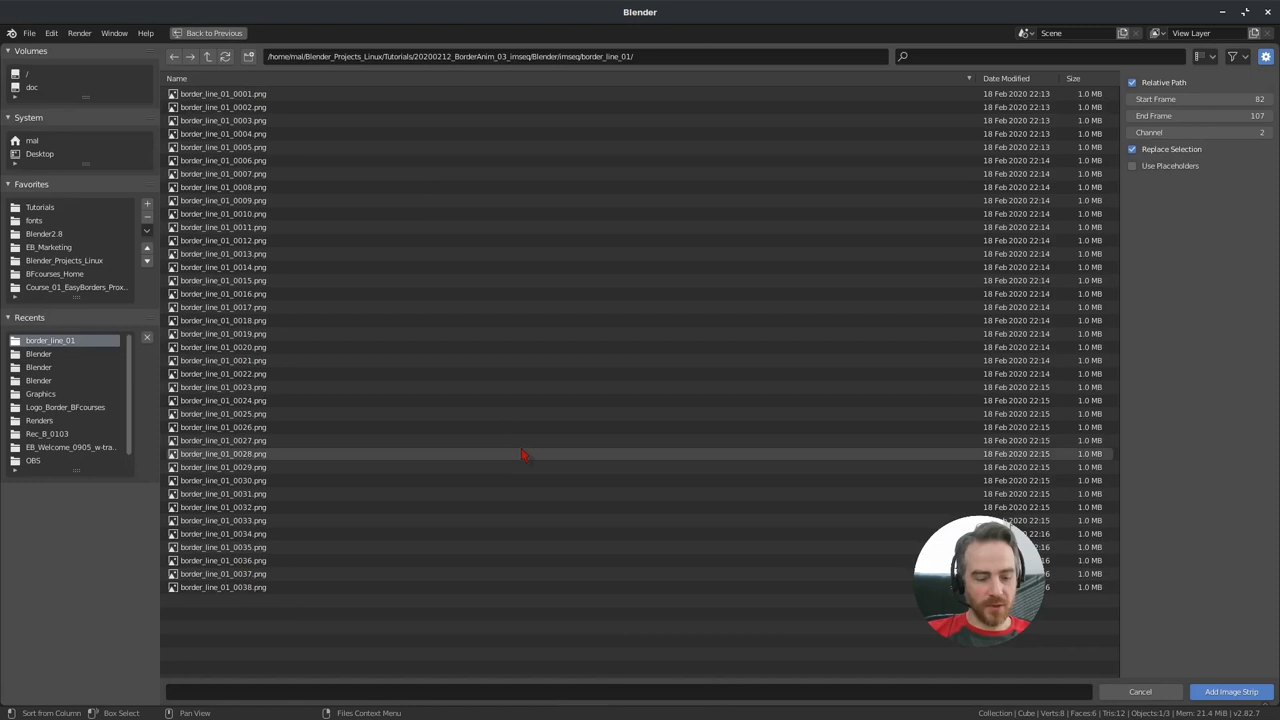 Blender
File Edit Render Window Help Back to Previous Scene View Layer
Volumes
/
doc
System
mal
Desktop
Favorites
Tutorials
fonts
Blender2.8
EB_Marketing
Blender_Projects_Linux
BFcourses_Home
Course_01_EasyBorders_Prox...
Recents
border_line_01
Blender
Blender
Blender
Graphics
Logo_Border_BFcourses
Renders
Rec_B_0103
EB_Welcome_0905_w-tra..
OBS
/home/mal/Blender_Projects_Linux/Tutorials/20200212_BorderAnim_03_imseq/Blender/imseq/border_line_01/
Name Date Modified Size
border_line_01_0001.png 18 Feb 2020 22:13 1.0 MB
border_line_01_0002.png 18 Feb 2020 22:13 1.0 MB
border_line_01_0003.png 18 Feb 2020 22:13 1.0 MB
border_line_01_0004.png 18 Feb 2020 22:13 1.0 MB
border_line_01_0005.png 18 Feb 2020 22:13 1.0 MB
border_line_01_0006.png 18 Feb 2020 22:14 1.0 MB
border_line_01_0007.png 18 Feb 2020 22:14 1.0 MB
border_line_01_0008.png 18 Feb 2020 22:14 1.0 MB
border_line_01_0009.png 18 Feb 2020 22:14 1.0 MB
border_line_01_0010.png 18 Feb 2020 22:14 1.0 MB
border_line_01_0011.png 18 Feb 2020 22:14 1.0 MB
border_line_01_0012.png 18 Feb 2020 22:14 1.0 MB
border_line_01_0013.png 18 Feb 2020 22:14 1.0 MB
border_line_01_0014.png 18 Feb 2020 22:14 1.0 MB
border_line_01_0015.png 18 Feb 2020 22:14 1.0 MB
border_line_01_0016.png 18 Feb 2020 22:14 1.0 MB
border_line_01_0017.png 18 Feb 2020 22:14 1.0 MB
border_line_01_0018.png 18 Feb 2020 22:14 1.0 MB
border_line_01_0019.png 18 Feb 2020 22:14 1.0 MB
border_line_01_0020.png 18 Feb 2020 22:14 1.0 MB
border_line_01_0021.png 18 Feb 2020 22:14 1.0 MB
border_line_01_0022.png 18 Feb 2020 22:14 1.0 MB
border_line_01_0023.png 18 Feb 2020 22:15 1.0 MB
border_line_01_0024.png 18 Feb 2020 22:15 1.0 MB
border_line_01_0025.png 18 Feb 2020 22:15 1.0 MB
border_line_01_0026.png 18 Feb 2020 22:15 1.0 MB
border_line_01_0027.png 18 Feb 2020 22:15 1.0 MB
border_line_01_0028.png 18 Feb 2020 22:15 1.0 MB
border_line_01_0029.png 18 Feb 2020 22:15 1.0 MB
border_line_01_0030.png 18 Feb 2020 22:15 1.0 MB
border_line_01_0031.png 18 Feb 2020 22:15 1.0 MB
border_line_01_0032.png 18 Feb 2020 22:15 1.0 MB
border_line_01_0033.png 2020 22:15 1.0 MB
border_line_01_0034.png 22:16 1.0 MB
border_line_01_0035.png 1.0 MB
border_line_01_0036.png 1.0 MB
border_line_01_0037.png 1.0 MB
border_line_01_0038.png 1.0 MB
Relative Path
Start Frame 82
End Frame 107
Channel 2
Replace Selection
Use Placeholders
Cancel Add Image Strip
Sort from Column Box Select Pan View Files Context Menu Collection | Cube | Verts:8 | Faces:6 | Tris:12 | Objects:1/3 | Mem: 21.4 MiB | v2.82.7